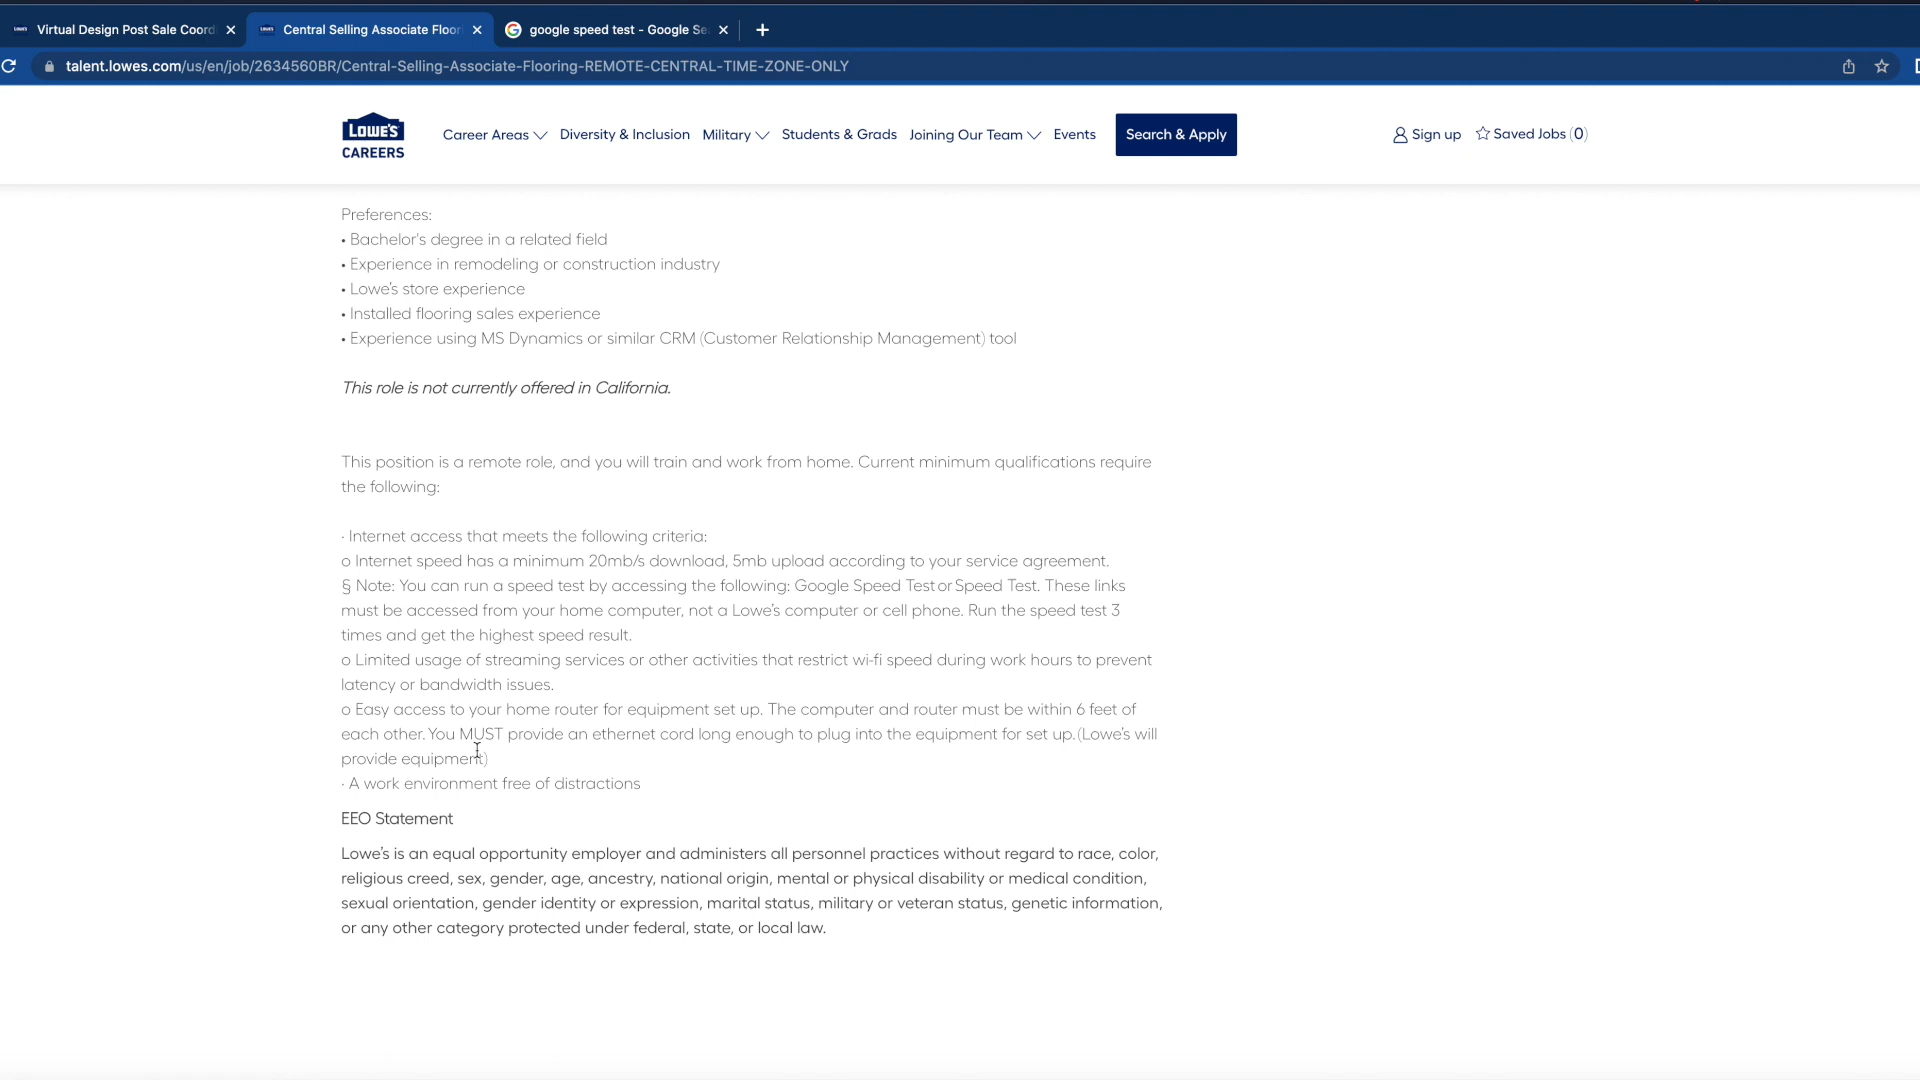 LOWE'S Virtual Design Post Sale Coord
LOWE'S Central Selling Associate Floori
google speed test - Google Se
talent.lowes.com/us/en/job/2634560BR/Central-Selling-Associate-Flooring-REMOTE-CENTRAL-TIME-ZONE-ONLY
LOWE'S
CAREERS
Career Areas Diversity & Inclusion Military Students & Grads Joining Our Team Events Search & Apply Sign up Saved Jobs (0)
Preferences:
• Bachelor's degree in a related field
• Experience in remodeling or construction industry
• Lowe's store experience
• Installed flooring sales experience
• Experience using MS Dynamics or similar CRM (Customer Relationship Management) tool
This role is not currently offered in California.
This position is a remote role, and you will train and work from home. Current minimum qualifications require
the following:
· Internet access that meets the following criteria:
o Internet speed has a minimum 20mb/s download, 5mb upload according to your service agreement.
§ Note: You can run a speed test by accessing the following: Google Speed Test or Speed Test. These links
must be accessed from your home computer, not a Lowe's computer or cell phone. Run the speed test 3
times and get the highest speed result.
o Limited usage of streaming services or other activities that restrict wi-fi speed during work hours to prevent
latency or bandwidth issues.
o Easy access to your home router for equipment set up. The computer and router must be within 6 feet of
each other. You MUST provide an ethernet cord long enough to plug into the equipment for set up. (Lowe's will
provide equipment)
· A work environment free of distractions
EEO Statement
Lowe's is an equal opportunity employer and administers all personnel practices without regard to race, color,
religious creed, sex, gender, age, ancestry, national origin, mental or physical disability or medical condition,
sexual orientation, gender identity or expression, marital status, military or veteran status, genetic information,
or any other category protected under federal, state, or local law.